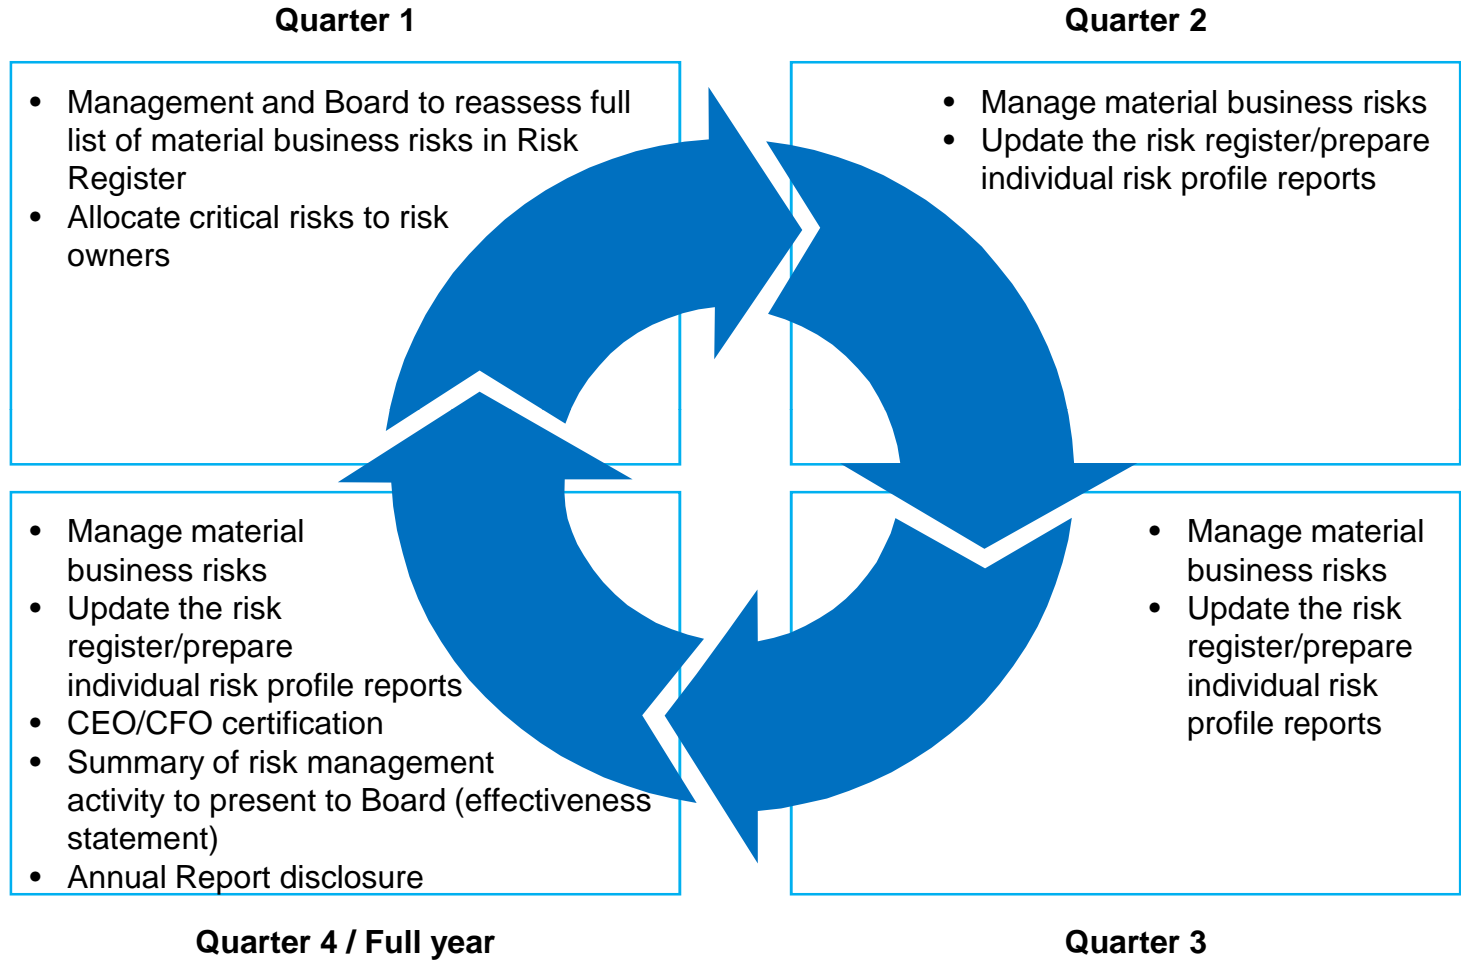 Quarter 1
• Management and Board to reassess full
list of material business risks in Risk
Register
• Allocate critical risks to risk
owners
Quarter 2
• Manage material business risks
• Update the risk register/prepare
individual risk profile reports
• Manage material
business risks
• Update the risk
register/prepare
individual risk profile reports
• CEO/CFO certification
• Summary of risk management
activity to present to Board (effectiveness
statement)
• Annual Report disclosure
Quarter 4 / Full year
• Manage material
business risks
• Update the risk
register/prepare
individual risk
profile reports
Quarter 3